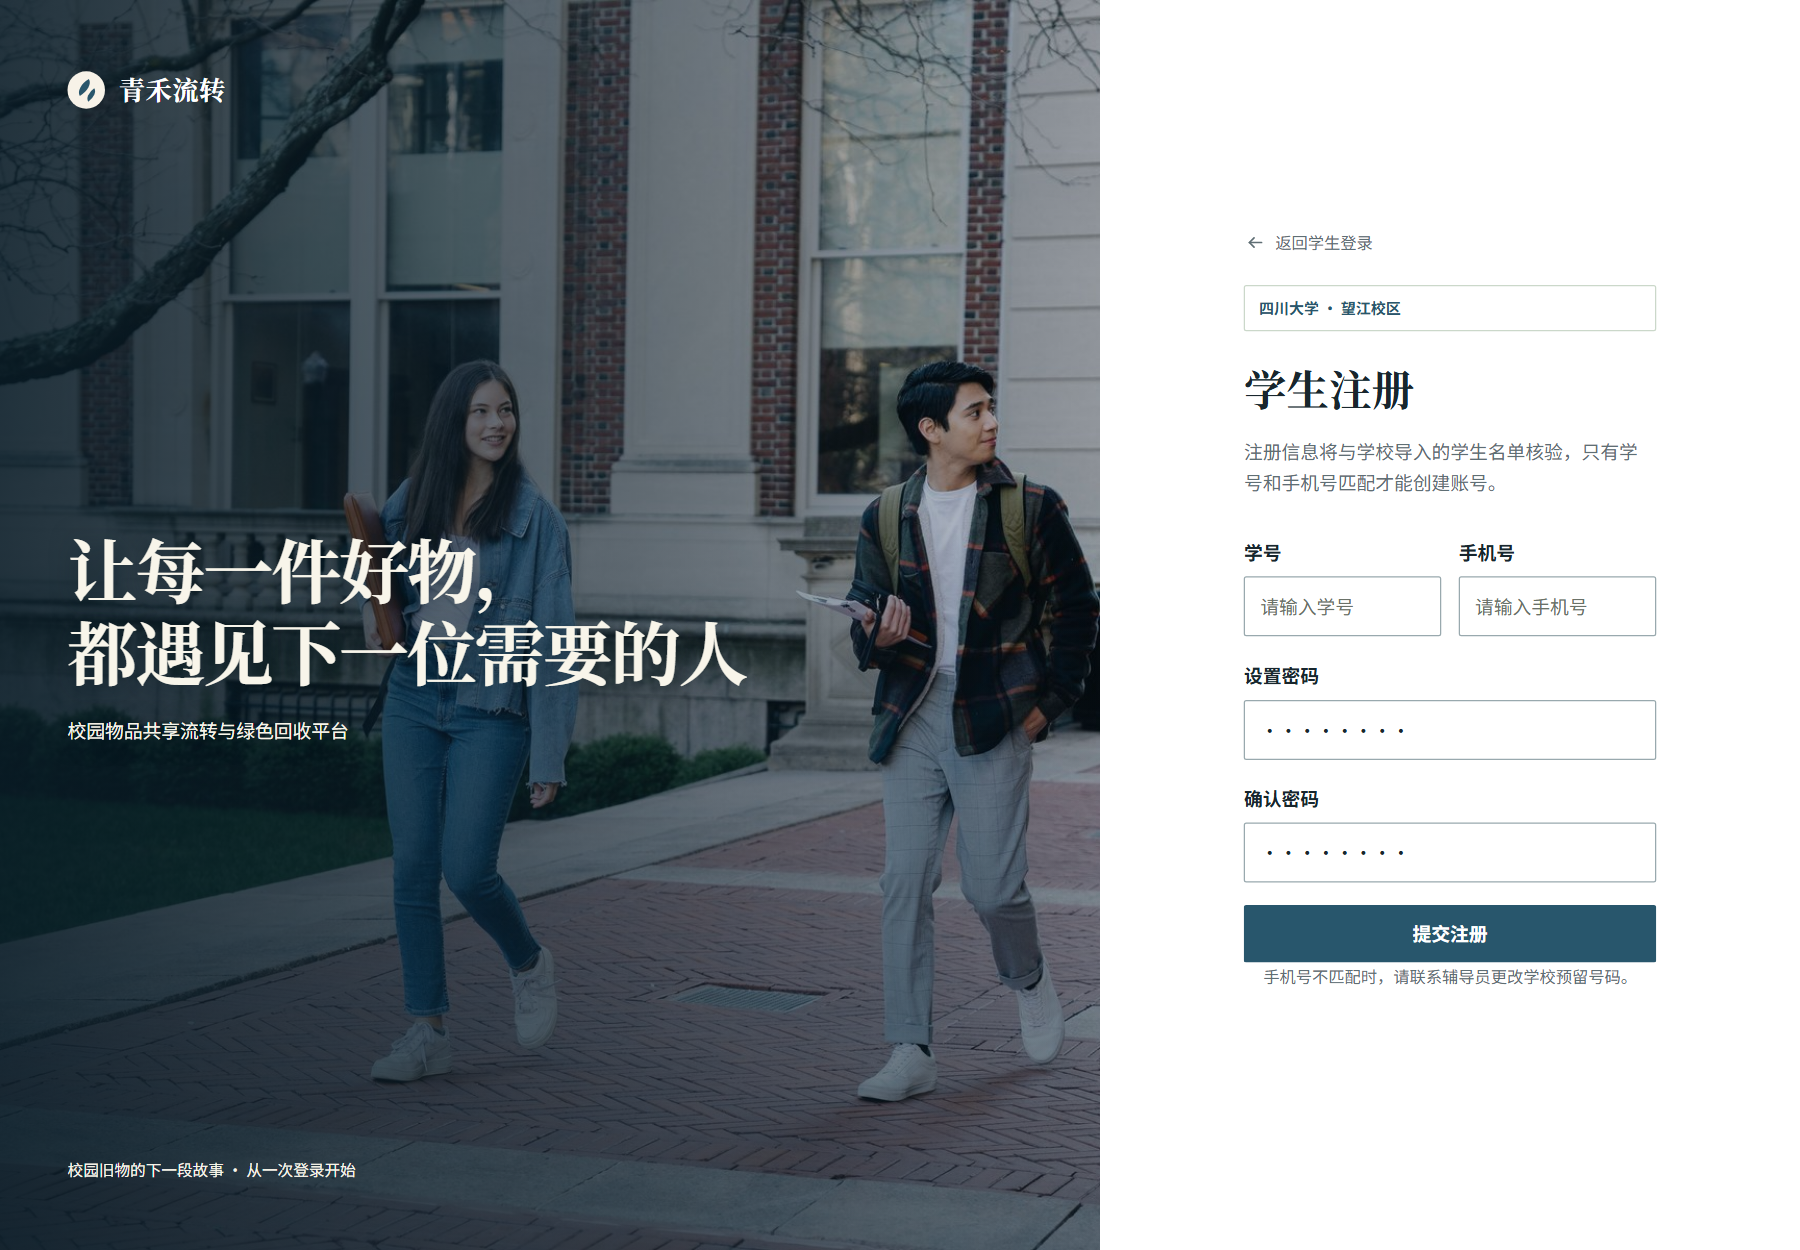 青禾流转
让每一件好物，
都遇见下一位需要的人
校园物品共享流转与绿色回收平台
校园旧物的下一段故事 · 从一次登录开始
← 返回学生登录
四川大学 · 望江校区
学生注册
注册信息将与学校导入的学生名单核验，只有学
号和手机号匹配才能创建账号。
学号
请输入学号
手机号
请输入手机号
设置密码
确认密码
提交注册
手机号不匹配时，请联系辅导员更改学校预留号码。